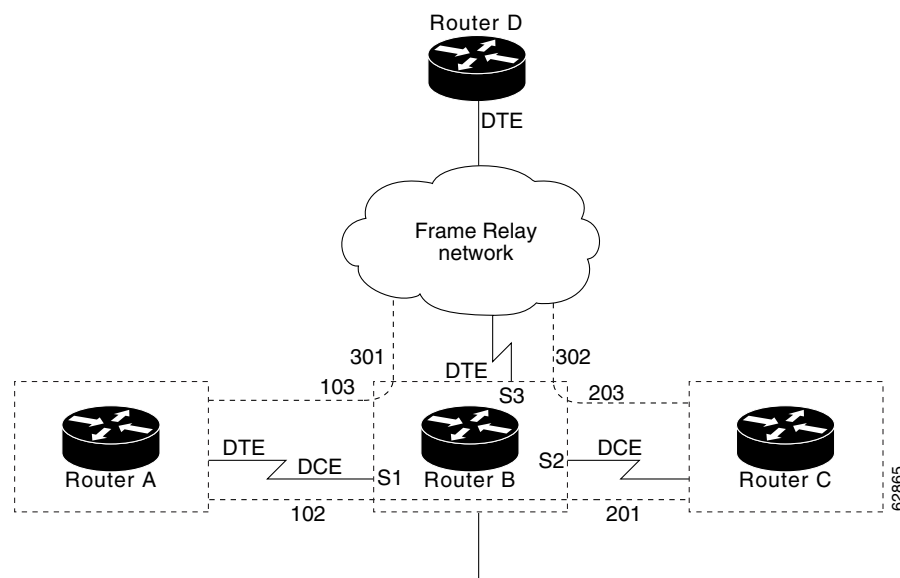 Router D
DTE
Frame Relay
network
301
302
DTE
103
203
S3
DTE
DCE
S1
S2
DCE
Router A
Router B
Router C
102
201
62865